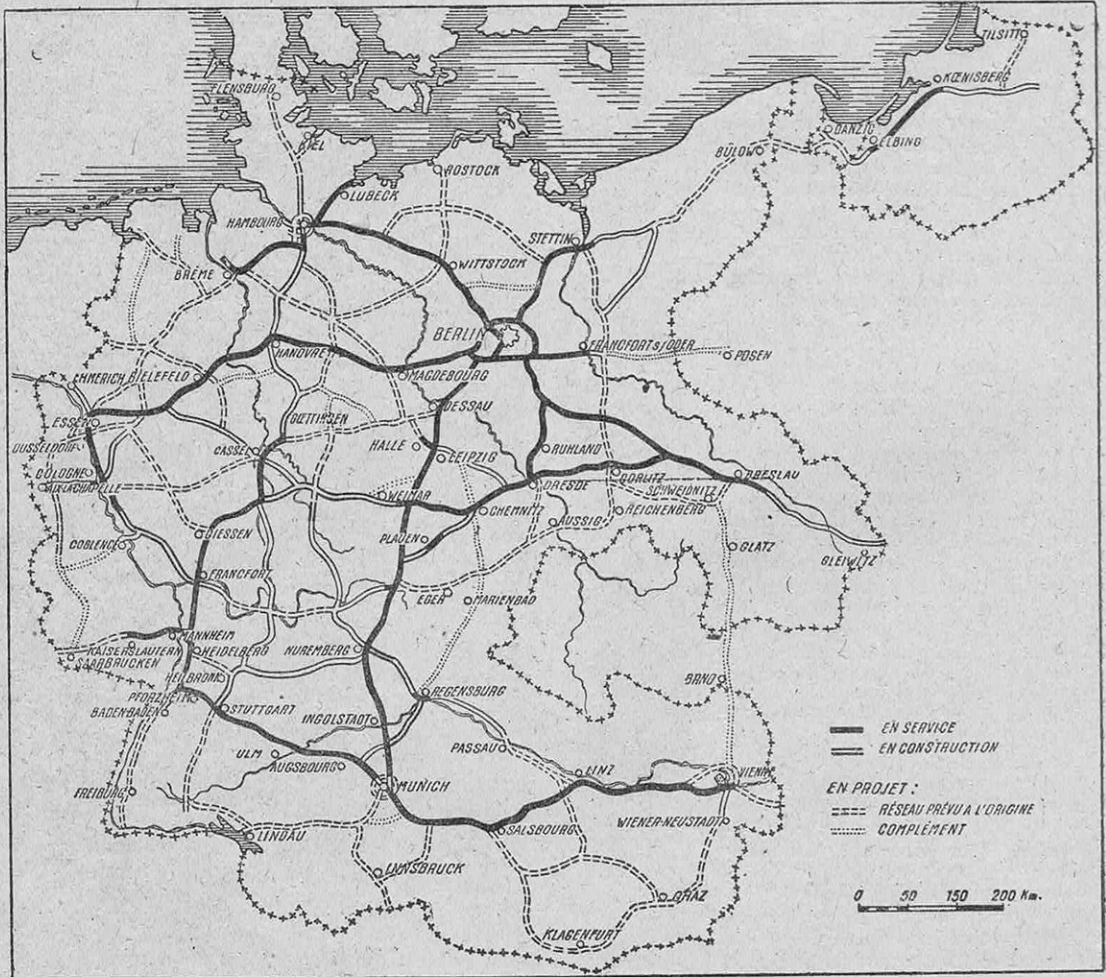 TILSITT
KŒNISBERG
FLENSBURG
DANZIG
ELBING
KIEL
BÜLOW
ROSTOCK
LUBECK
HAMBOURG
STETTIN
WITTSTOCK
BRÊME
BERLIN
FRANCFORT S/ODER
HANOVRE
POSEN
EMMERICH
BIELEFELD
MAGDEBOURG
DESSAU
ESSEN
GŒTTINGEN
DUSSELDORF
HALLE
RUHLAND
CASSEL
LEIPZIG
COLOGNE
GÖRLITZ
BRESLAU
AIX LA CHAPELLE
DRESDE
WEIMAR
SCHWEIDNITZ
CHEMNITZ
REICHENBERG
AUSSIG
GIESSEN
PLAUEN
COBLENCE
GLATZ
GLEIWITZ
FRANCFORT
EGER
MARIENBAD
MANNHEIM
KAISERSLAUTERN
HEIDELBERG
NUREMBERG
SAARBRUCKEN
HEILBRONN
BRNO
PFORZHEIM
REGENSBURG
BADEN-BADEN
STUTTGART
INGOLSTADT
EN SERVICE
PASSAU
EN CONSTRUCTION
ULM
AUGSBOURG
LINZ
VIENNE
MUNICH
EN PROJET :
FREIBURG
RÉSEAU PRÉVU A L'ORIGINE
WIENER-NEUSTADT
COMPLÉMENT
LINDAU
SALSBOURG
INNSBRUCK
GRAZ
0 50 150 200 Km.
KLAGENFURT